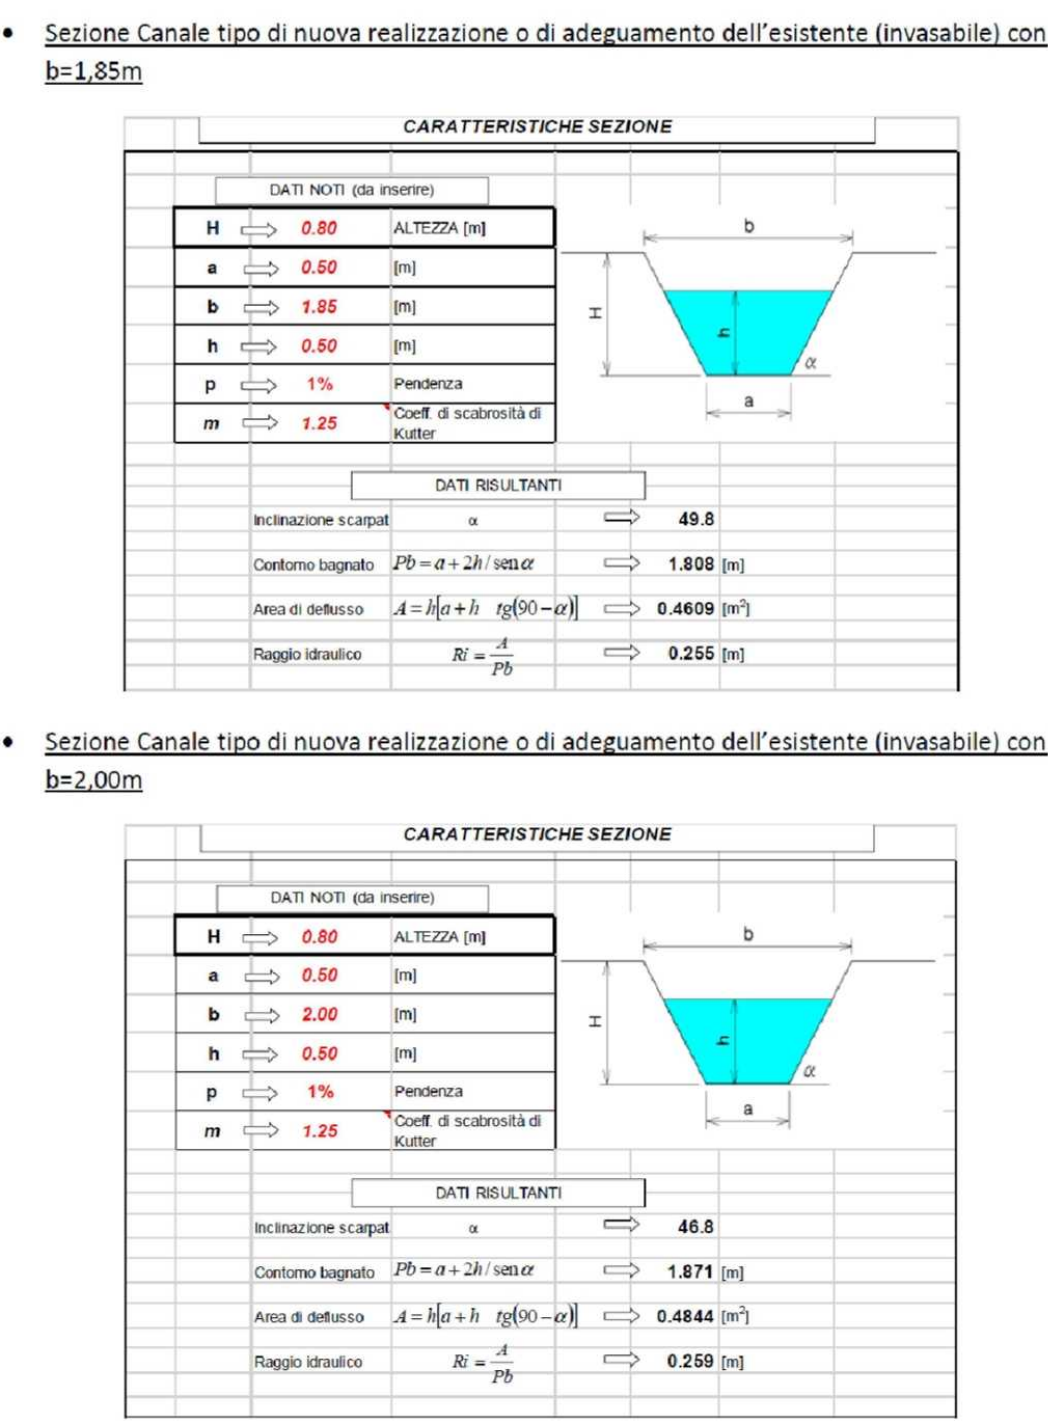 • Sezione Canale tipo di nuova realizzazione o di adeguamento dell'esistente (invasabile) con
b=1,85m
CARATTERISTICHE SEZIONE
DATI NOTI (da inserire)
H 0.80 ALTEZZA [m]
a 0.50 [m]
b 1.85 [m]
h 0.50 [m]
p 1% Pendenza
m 1.25 Coeff. di scabrosità di
Kutter
b
H
h
α
a
DATI RISULTANTI
Inclinazione scarpat α 49.8
Contorno bagnato Pb = a + 2h / sen α 1.808 [m]
Area di deflusso A = h[a + h tg(90 − α)] 0.4609 [m²]
Raggio idraulico Ri = A / Pb 0.255 [m]
• Sezione Canale tipo di nuova realizzazione o di adeguamento dell'esistente (invasabile) con
b=2,00m
CARATTERISTICHE SEZIONE
DATI NOTI (da inserire)
H 0.80 ALTEZZA [m]
a 0.50 [m]
b 2.00 [m]
h 0.50 [m]
p 1% Pendenza
m 1.25 Coeff. di scabrosità di
Kutter
b
H
h
α
a
DATI RISULTANTI
Inclinazione scarpat α 46.8
Contorno bagnato Pb = a + 2h / sen α 1.871 [m]
Area di deflusso A = h[a + h tg(90 − α)] 0.4844 [m²]
Raggio idraulico Ri = A / Pb 0.259 [m]